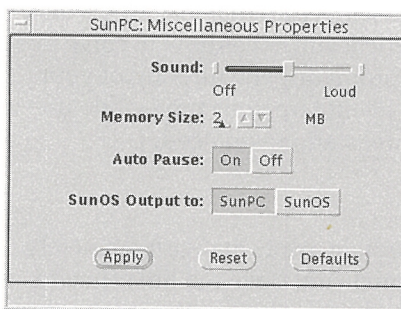 SunPC: Miscellaneous Properties
Sound:
Off Loud
Memory Size: 2 MB
Auto Pause: On Off
SunOS Output to: SunPC SunOS
Apply Reset Defaults